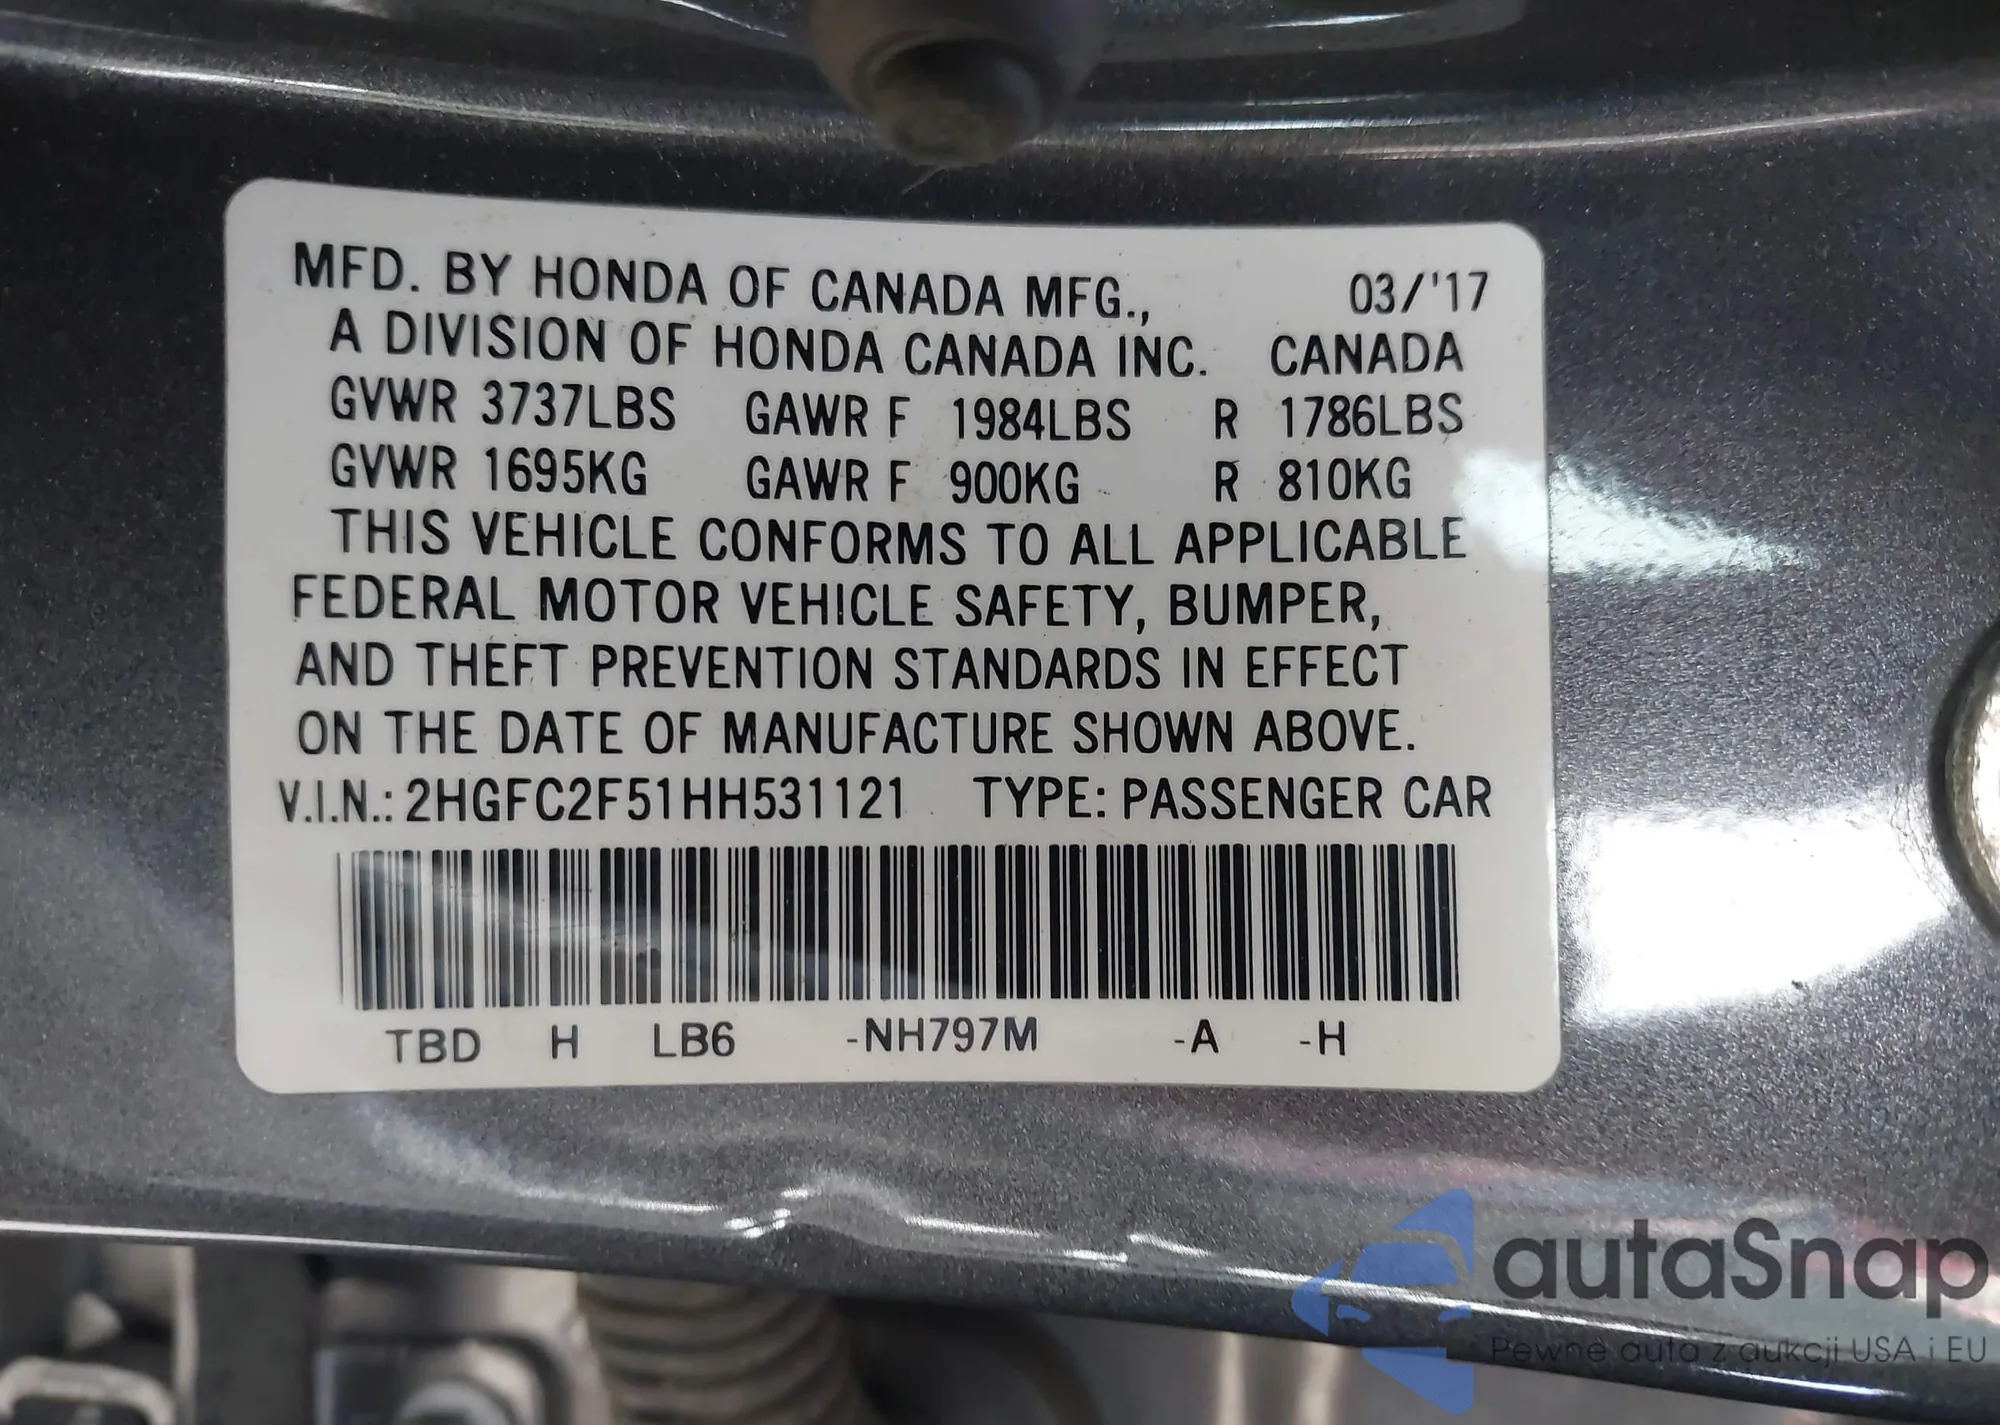 MFD. BY HONDA OF CANADA MFG., 03/'17
A DIVISION OF HONDA CANADA INC. CANADA
GVWR 3737LBS GAWR F 1984LBS R 1786LBS
GVWR 1695KG GAWR F 900KG R 810KG
THIS VEHICLE CONFORMS TO ALL APPLICABLE
FEDERAL MOTOR VEHICLE SAFETY, BUMPER,
AND THEFT PREVENTION STANDARDS IN EFFECT
ON THE DATE OF MANUFACTURE SHOWN ABOVE.
V.I.N.: 2HGFC2F51HH531121 TYPE: PASSENGER CAR
TBD H LB6 -NH797M -A -H
autaSnap
Pewne auta z aukcji USA i EU